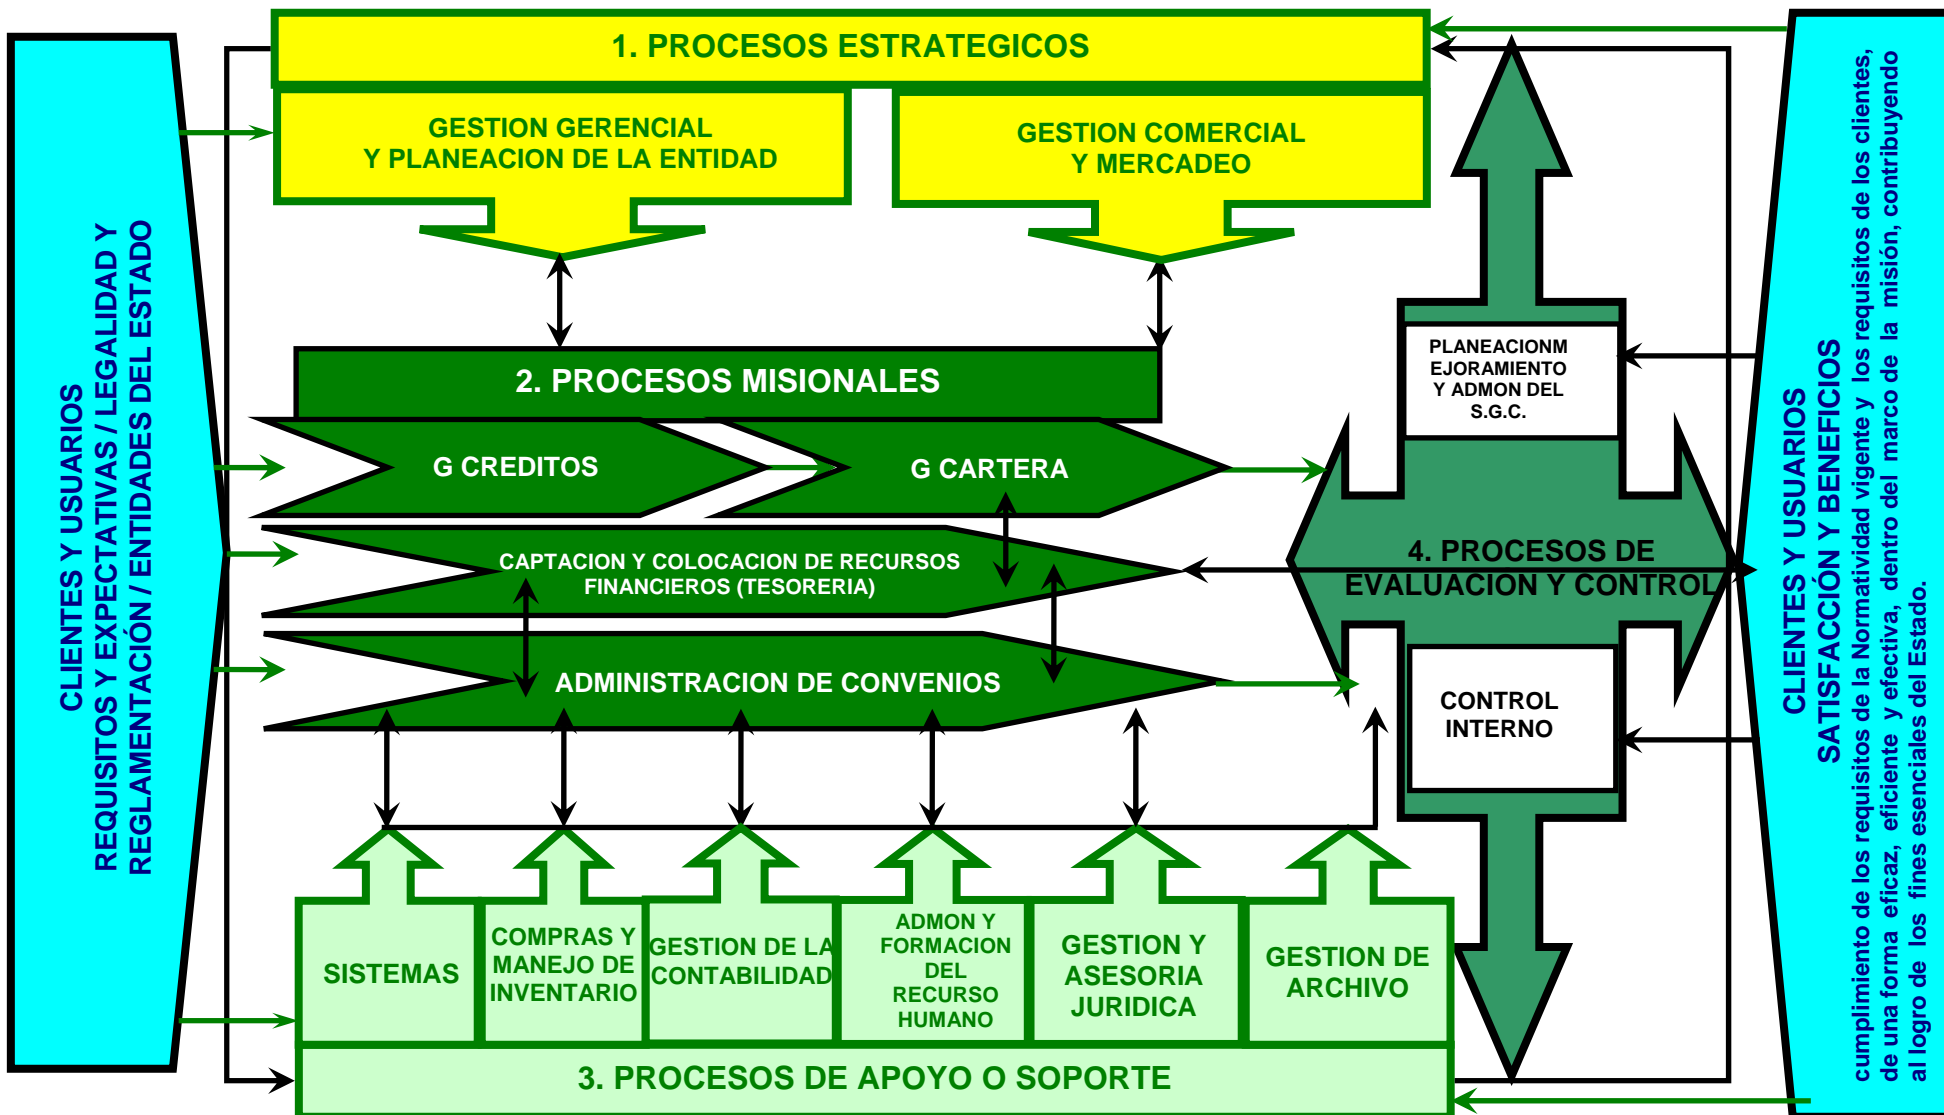 CLIENTES Y USUARIOS
REQUISITOS Y EXPECTATIVAS / LEGALIDAD Y
REGLAMENTACIÓN / ENTIDADES DEL ESTADO
1. PROCESOS ESTRATEGICOS
GESTION GERENCIAL
Y PLANEACION DE LA ENTIDAD
GESTION COMERCIAL
Y MERCADEO
2. PROCESOS MISIONALES
G CREDITOS
G CARTERA
CAPTACION Y COLOCACION DE RECURSOS
FINANCIEROS (TESORERIA)
ADMINISTRACION DE CONVENIOS
PLANEACIONM
EJORAMIENTO
Y ADMON DEL
S.G.C.
4. PROCESOS DE
EVALUACION Y CONTROL
CONTROL
INTERNO
SISTEMAS
COMPRAS Y
MANEJO DE
INVENTARIO
GESTION DE LA
CONTABILIDAD
ADMON Y
FORMACION
DEL
RECURSO
HUMANO
GESTION Y
ASESORIA
JURIDICA
GESTION DE
ARCHIVO
3. PROCESOS DE APOYO O SOPORTE
CLIENTES Y USUARIOS
SATISFACCIÓN Y BENEFICIOS
cumplimiento de los requisitos de la Normatividad vigente y los requisitos de los clientes,
de una forma eficaz, eficiente y efectiva, dentro del marco de la misión, contribuyendo
al logro de los fines esenciales del Estado.